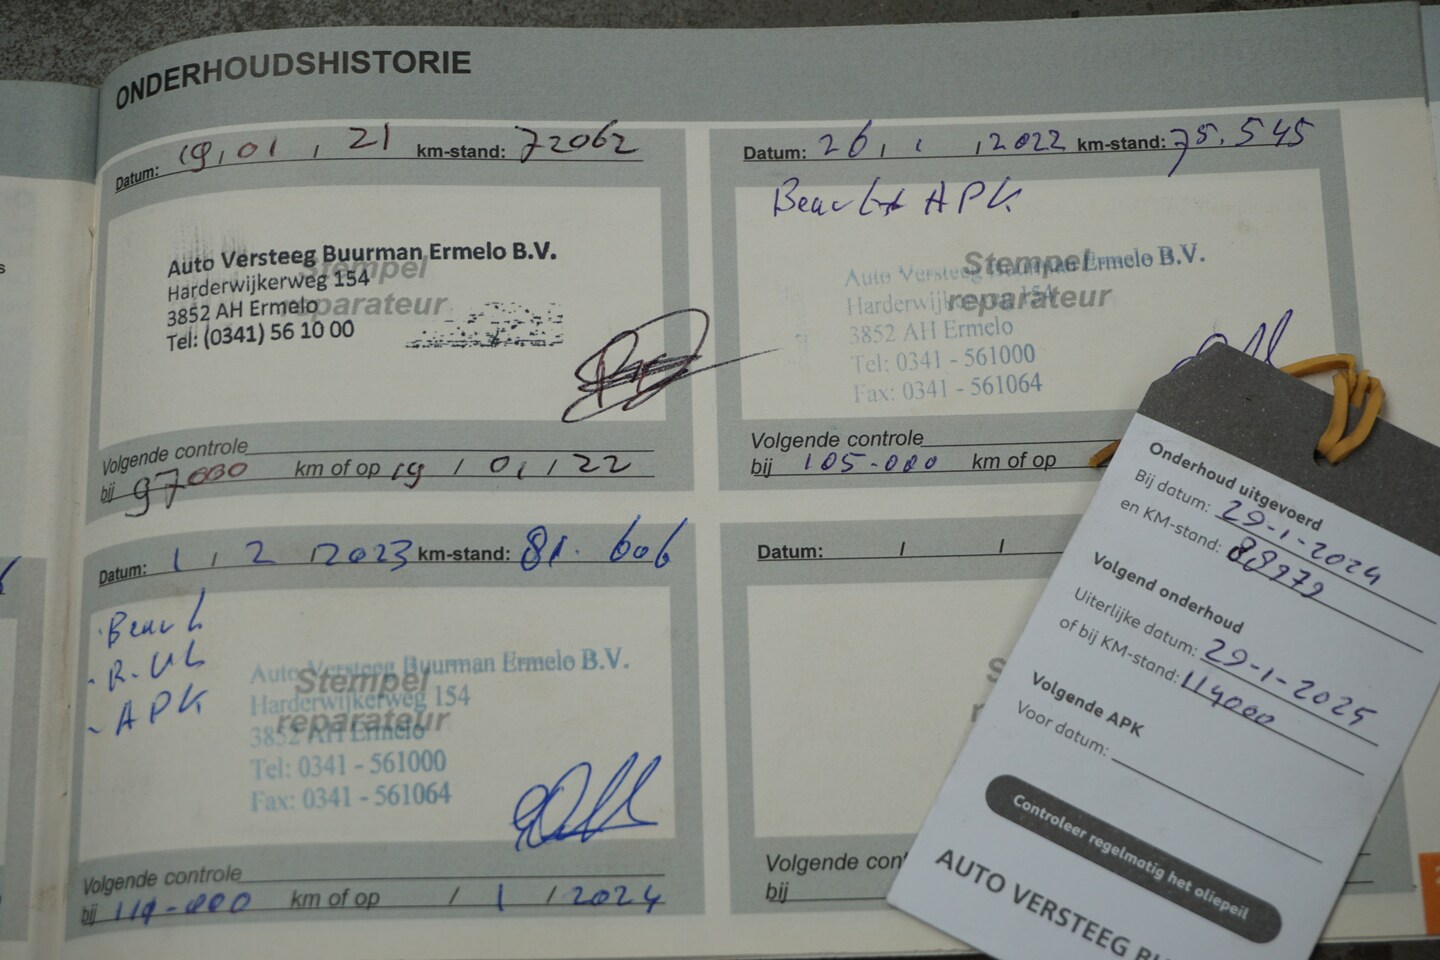 ONDERHOUDSHISTORIE
Datum: 19, 01, 21 km-stand: 72062
Stempel
reparateur
Auto Versteeg Buurman Ermelo B.V.
Harderwijkerweg 154
3852 AH Ermelo
Tel: (0341) 56 10 00
Volgende controle
bij 97000 km of op 19 / 01 / 22
Datum: 26, 1, 2022 km-stand: 75.545
Beurt + APK
Stempel
reparateur
Auto Versteeg Buurman Ermelo B.V.
Harderwijkerweg 154
3852 AH Ermelo
Tel: 0341 - 561000
Fax: 0341 - 561064
Volgende controle
bij 105-000 km of op
Datum: 1, 2, 2023 km-stand: 81.606
- Beurt
- APK
Stempel
reparateur
Auto Versteeg Buurman Ermelo B.V.
Harderwijkerweg 154
3852 AH Ermelo
Tel: 0341 - 561000
Fax: 0341 - 561064
Volgende controle
bij km of op / 1 / 2024
Datum: / /
Volgende con
bij
Onderhoud uitgevoerd
Bij datum: 29-1-2024
en KM-stand: 88979
Volgend onderhoud
Uiterlijke datum: 29-1-2025
of bij KM-stand: 114000
Volgende APK
Voor datum:
Controleer regelmatig het oliepeil
AUTO VERSTEEG BU